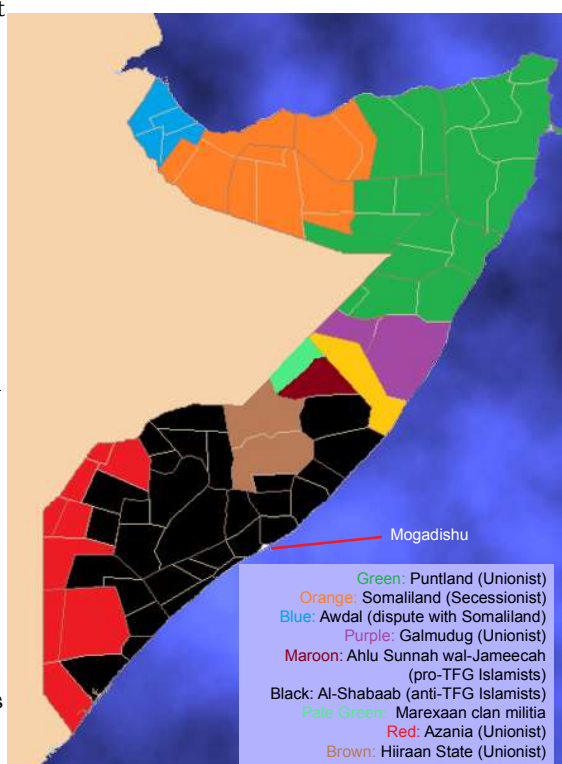 t
Mogadishu
Green: Puntland (Unionist)
Orange: Somaliland (Secessionist)
Blue: Awdal (dispute with Somaliland)
Purple: Galmudug (Unionist)
Maroon: Ahlu Sunnah wal-Jameecah
(pro-TFG Islamists)
Black: Al-Shabaab (anti-TFG Islamists)
Pale Green: Marexaan clan militia
Red: Azania (Unionist)
Brown: Hiiraan State (Unionist)
s